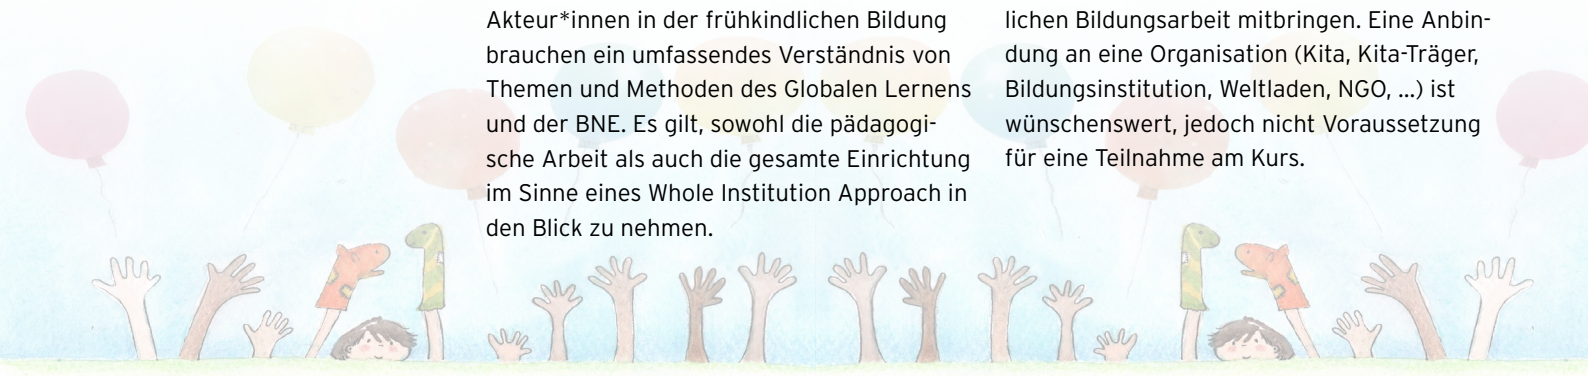 Akteur*innen in der frühkindlichen Bildung
brauchen ein umfassendes Verständnis von
Themen und Methoden des Globalen Lernens
und der BNE. Es gilt, sowohl die pädagogi-
sche Arbeit als auch die gesamte Einrichtung
im Sinne eines Whole Institution Approach in
den Blick zu nehmen.
lichen Bildungsarbeit mitbringen. Eine Anbin-
dung an eine Organisation (Kita, Kita-Träger,
Bildungsinstitution, Weltladen, NGO, …) ist
wünschenswert, jedoch nicht Voraussetzung
für eine Teilnahme am Kurs.